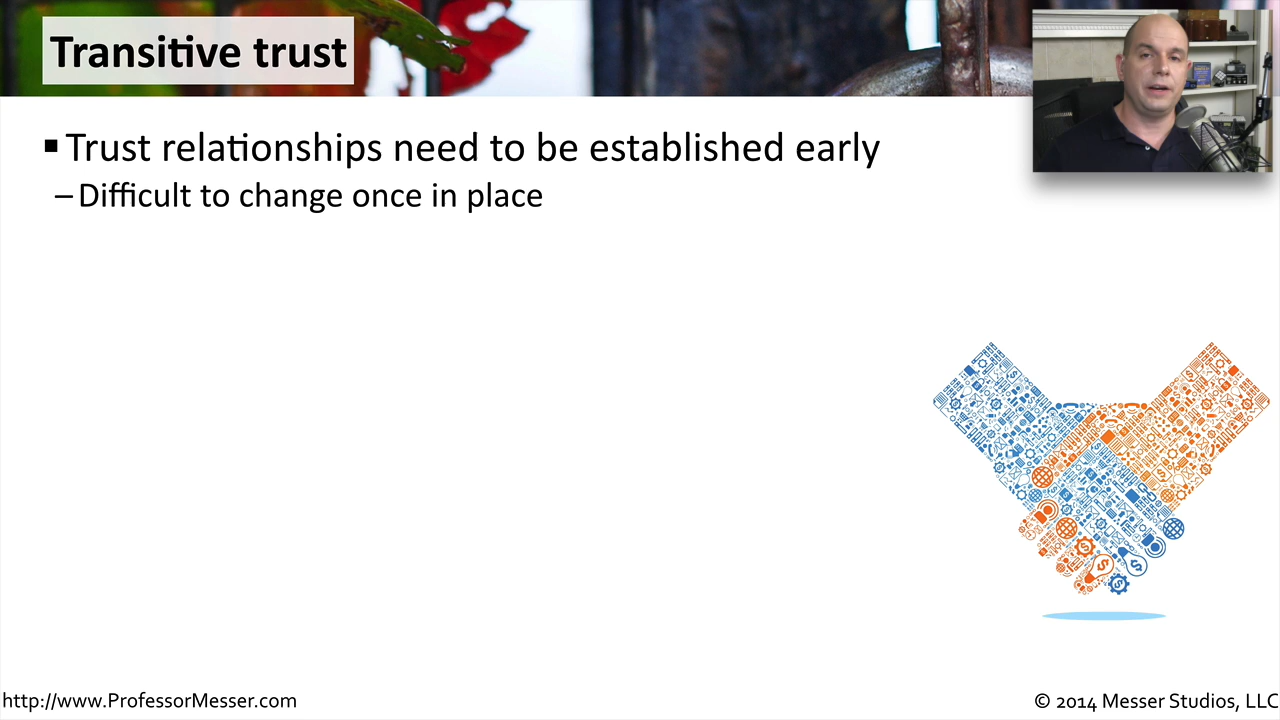 Transitive trust
▪ Trust relationships need to be established early
– Difficult to change once in place
http://www.ProfessorMesser.com
© 2014 Messer Studios, LLC